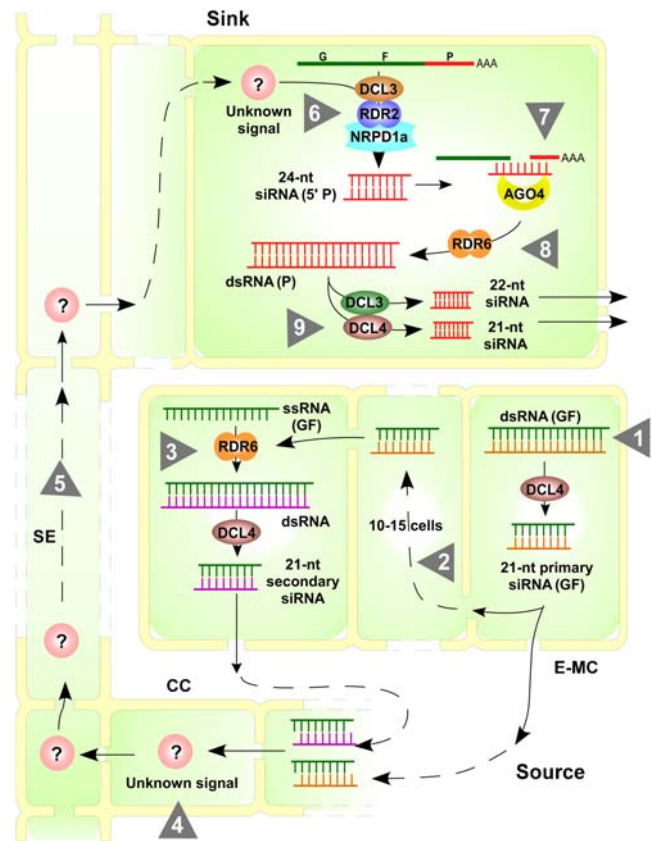 Sink
G F P
AAA
?
Unknown
signal
6
DCL3
RDR2
NRPD1a
7
24-nt
siRNA (5' P)
AAA
AGO4
RDR6
8
dsRNA (P)
?
9
DCL3
DCL4
22-nt
siRNA
21-nt
siRNA
ssRNA
(GF)
3
RDR6
dsRNA
DCL4
21-nt
secondary
siRNA
10-15 cells
2
dsRNA (GF)
1
DCL4
21-nt primary
siRNA (GF)
5
SE
?
CC
E-MC
?
?
Unknown signal
4
Source